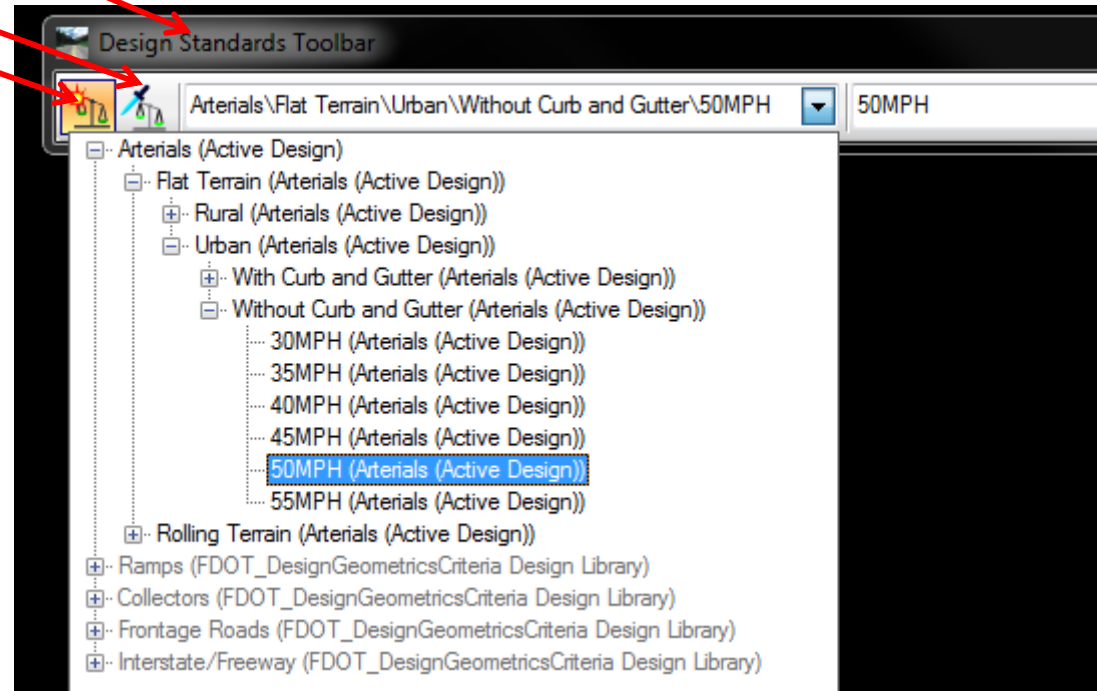 Design Standards Toolbar
Arterials\Flat Terrain\Urban\Without Curb and Gutter\50MPH 50MPH
Arterials (Active Design)
Flat Terrain (Arterials (Active Design))
Rural (Arterials (Active Design))
Urban (Arterials (Active Design))
With Curb and Gutter (Arterials (Active Design))
Without Curb and Gutter (Arterials (Active Design))
30MPH (Arterials (Active Design))
35MPH (Arterials (Active Design))
40MPH (Arterials (Active Design))
45MPH (Arterials (Active Design))
50MPH (Arterials (Active Design))
55MPH (Arterials (Active Design))
Rolling Terrain (Arterials (Active Design))
Ramps (FDOT_DesignGeometricsCriteria Design Library)
Collectors (FDOT_DesignGeometricsCriteria Design Library)
Frontage Roads (FDOT_DesignGeometricsCriteria Design Library)
Interstate/Freeway (FDOT_DesignGeometricsCriteria Design Library)